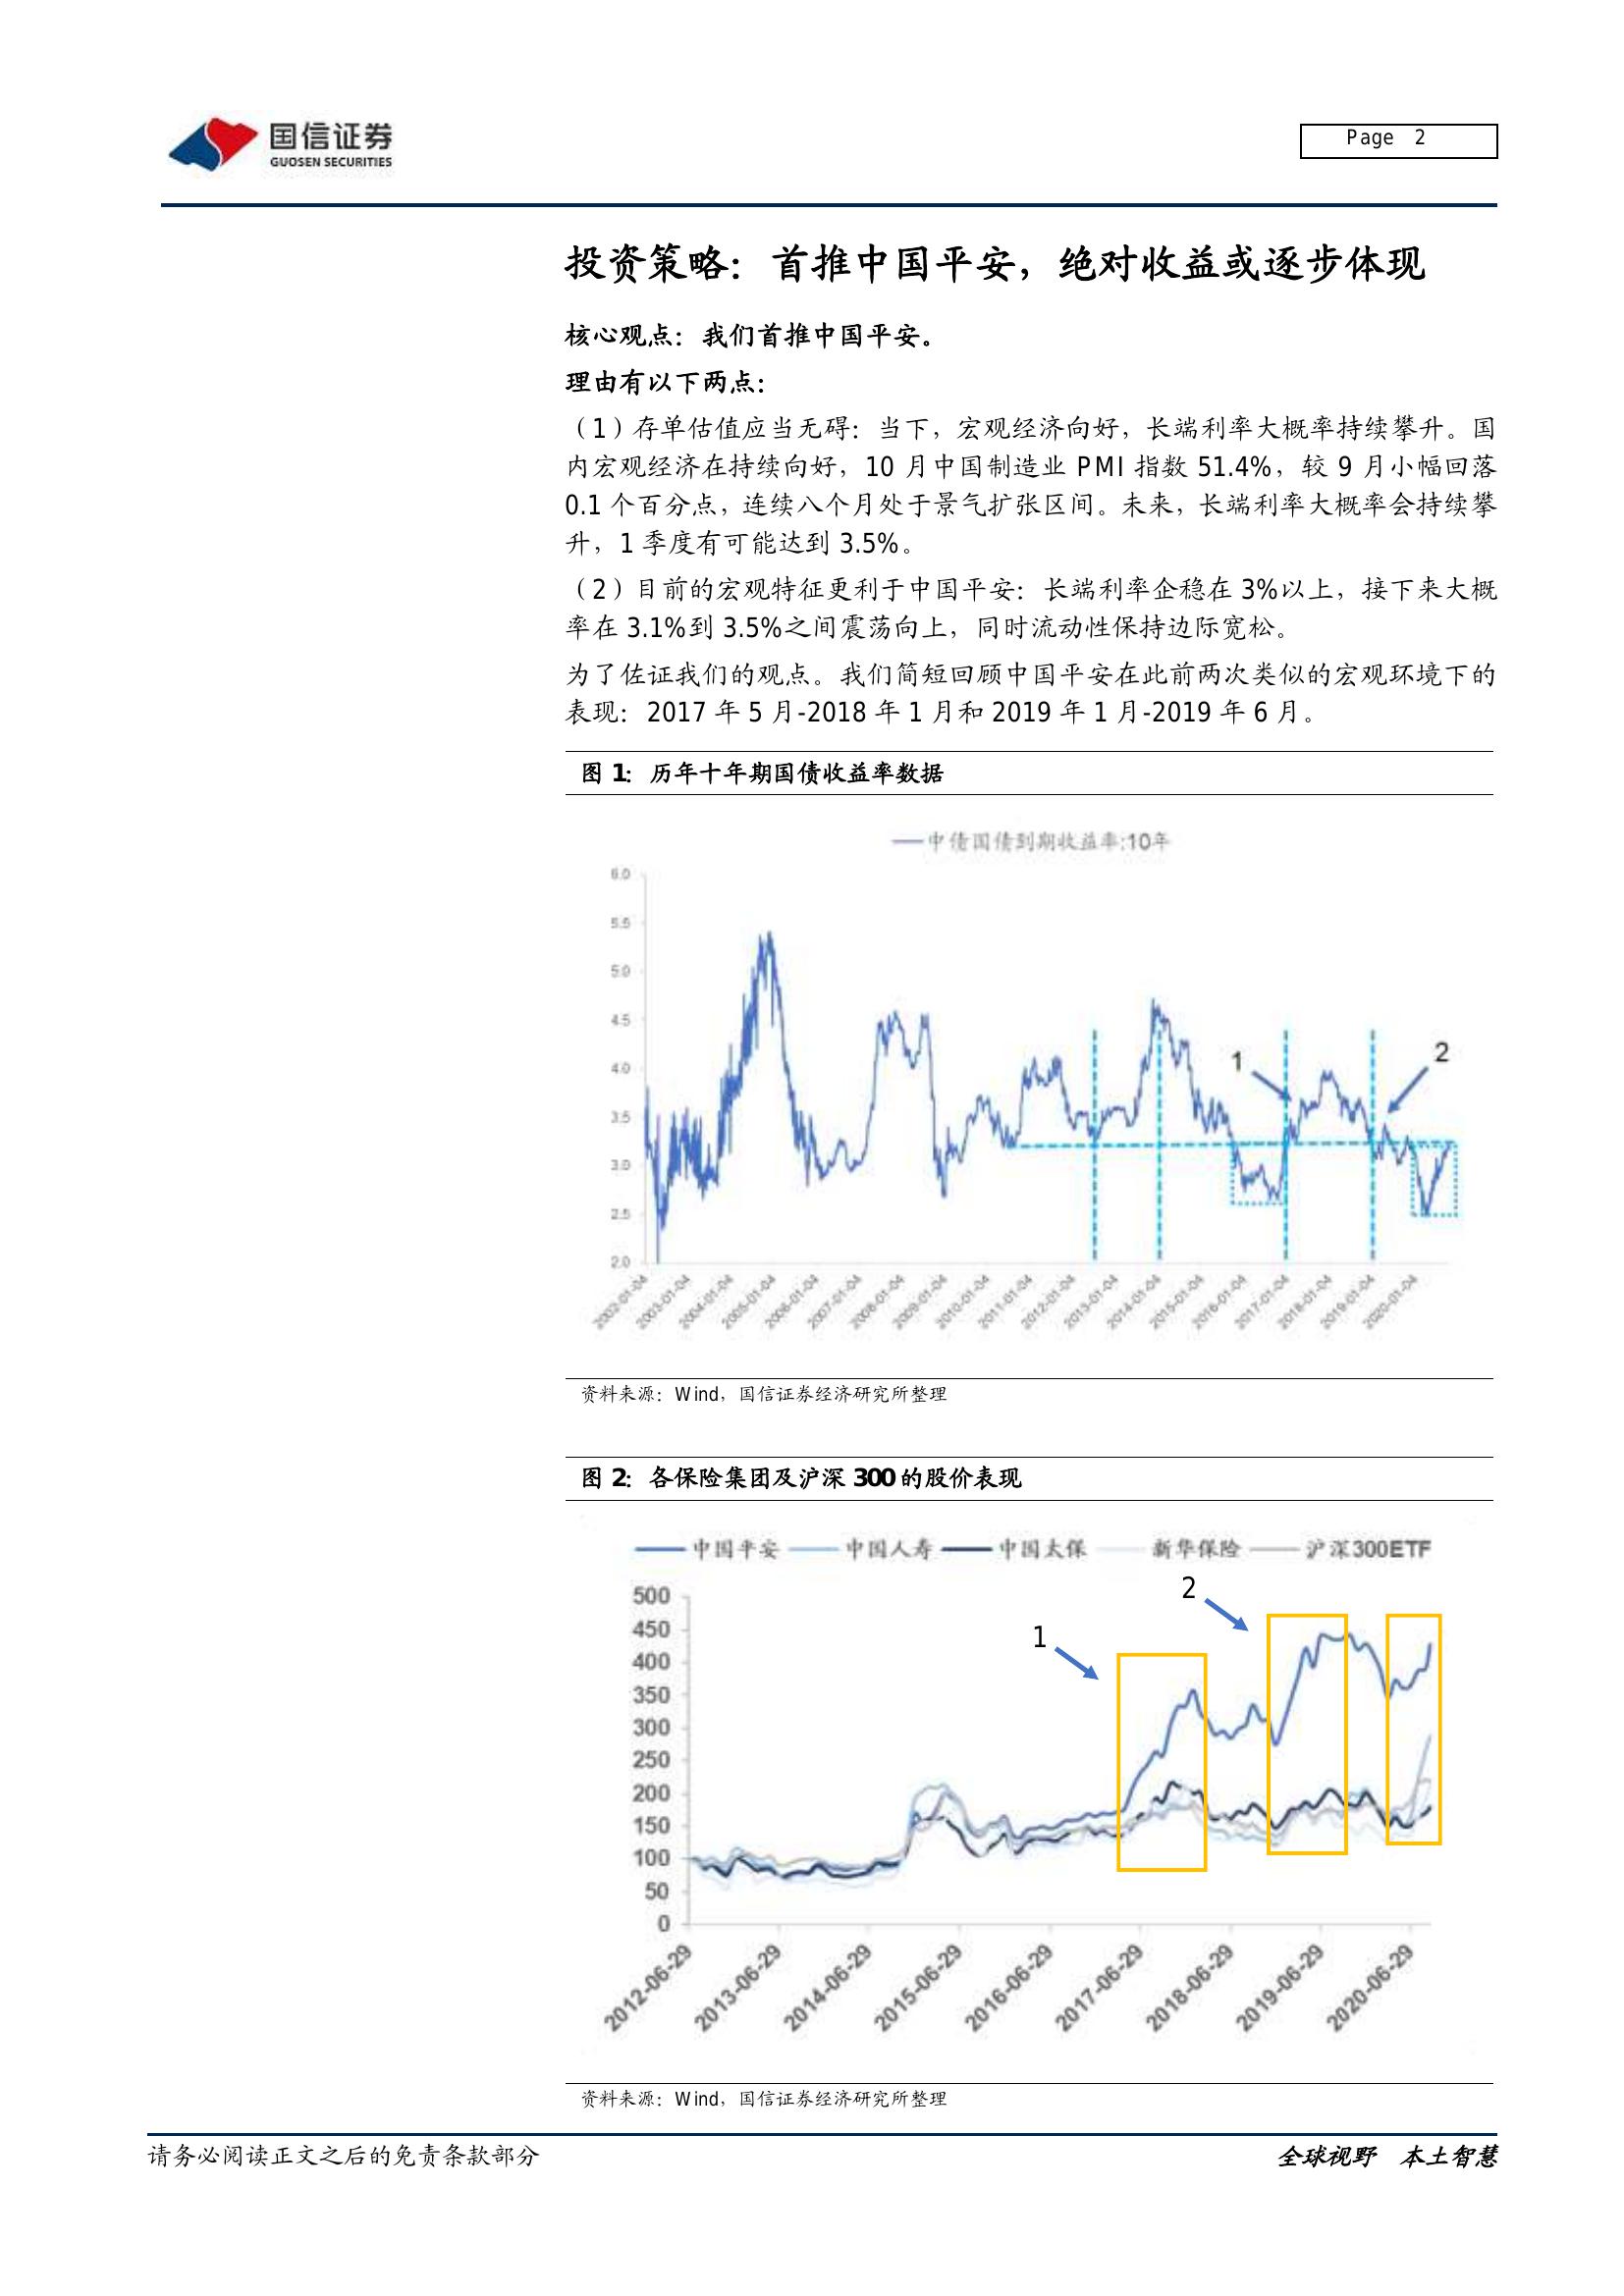 国信证券
GUOSEN SECURITIES
Page 2
投资策略：首推中国平安，绝对收益或逐步体现
核心观点：我们首推中国平安。
理由有以下两点：
（1）存单估值应当无碍：当下，宏观经济向好，长端利率大概率持续攀升。国
内宏观经济在持续向好，10 月中国制造业 PMI 指数 51.4%，较 9 月小幅回落
0.1 个百分点，连续八个月处于景气扩张区间。未来，长端利率大概率会持续攀
升，1 季度有可能达到 3.5%。
（2）目前的宏观特征更利于中国平安：长端利率企稳在 3%以上，接下来大概
率在 3.1%到 3.5%之间震荡向上，同时流动性保持边际宽松。
为了佐证我们的观点。我们简短回顾中国平安在此前两次类似的宏观环境下的
表现：2017 年 5 月-2018 年 1 月和 2019 年 1 月-2019 年 6 月。
图 1：历年十年期国债收益率数据
中债国债到期收益率:10年
6.0
5.5
5.0
4.5
4.0
3.5
3.0
2.5
2.0
1
2
2002-01-04
2003-01-04
2004-01-04
2005-01-04
2006-01-04
2007-01-04
2008-01-04
2009-01-04
2010-01-04
2011-01-04
2012-01-04
2013-01-04
2014-01-04
2015-01-04
2016-01-04
2017-01-04
2018-01-04
2019-01-04
2020-01-04
资料来源：Wind，国信证券经济研究所整理
图 2：各保险集团及沪深 300 的股价表现
中国平安 中国人寿 中国太保 新华保险 沪深300ETF
500
450
400
350
300
250
200
150
100
50
0
1
2
2012-06-29
2013-06-29
2014-06-29
2015-06-29
2016-06-29
2017-06-29
2018-06-29
2019-06-29
2020-06-29
资料来源：Wind，国信证券经济研究所整理
请务必阅读正文之后的免责条款部分
全球视野 本土智慧